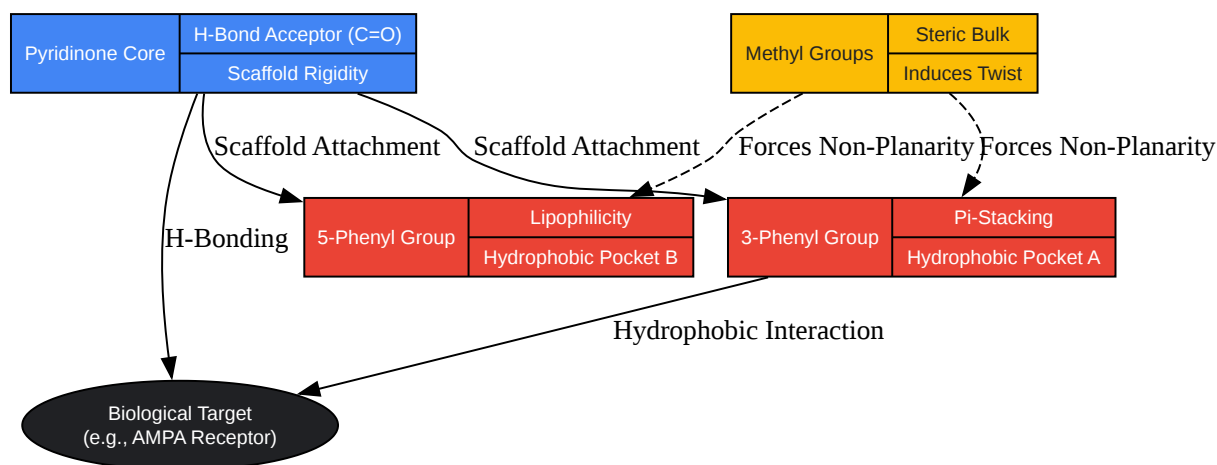 Pyridinone Core
H-Bond Acceptor (C=O)
Scaffold Rigidity
Methyl Groups
Steric Bulk
Induces Twist
Scaffold Attachment
Scaffold Attachment
Forces Non-Planarity
Forces Non-Planarity
5-Phenyl Group
Lipophilicity
Hydrophobic Pocket B
3-Phenyl Group
Pi-Stacking
Hydrophobic Pocket A
H-Bonding
Hydrophobic Interaction
Biological Target
(e.g., AMPA Receptor)